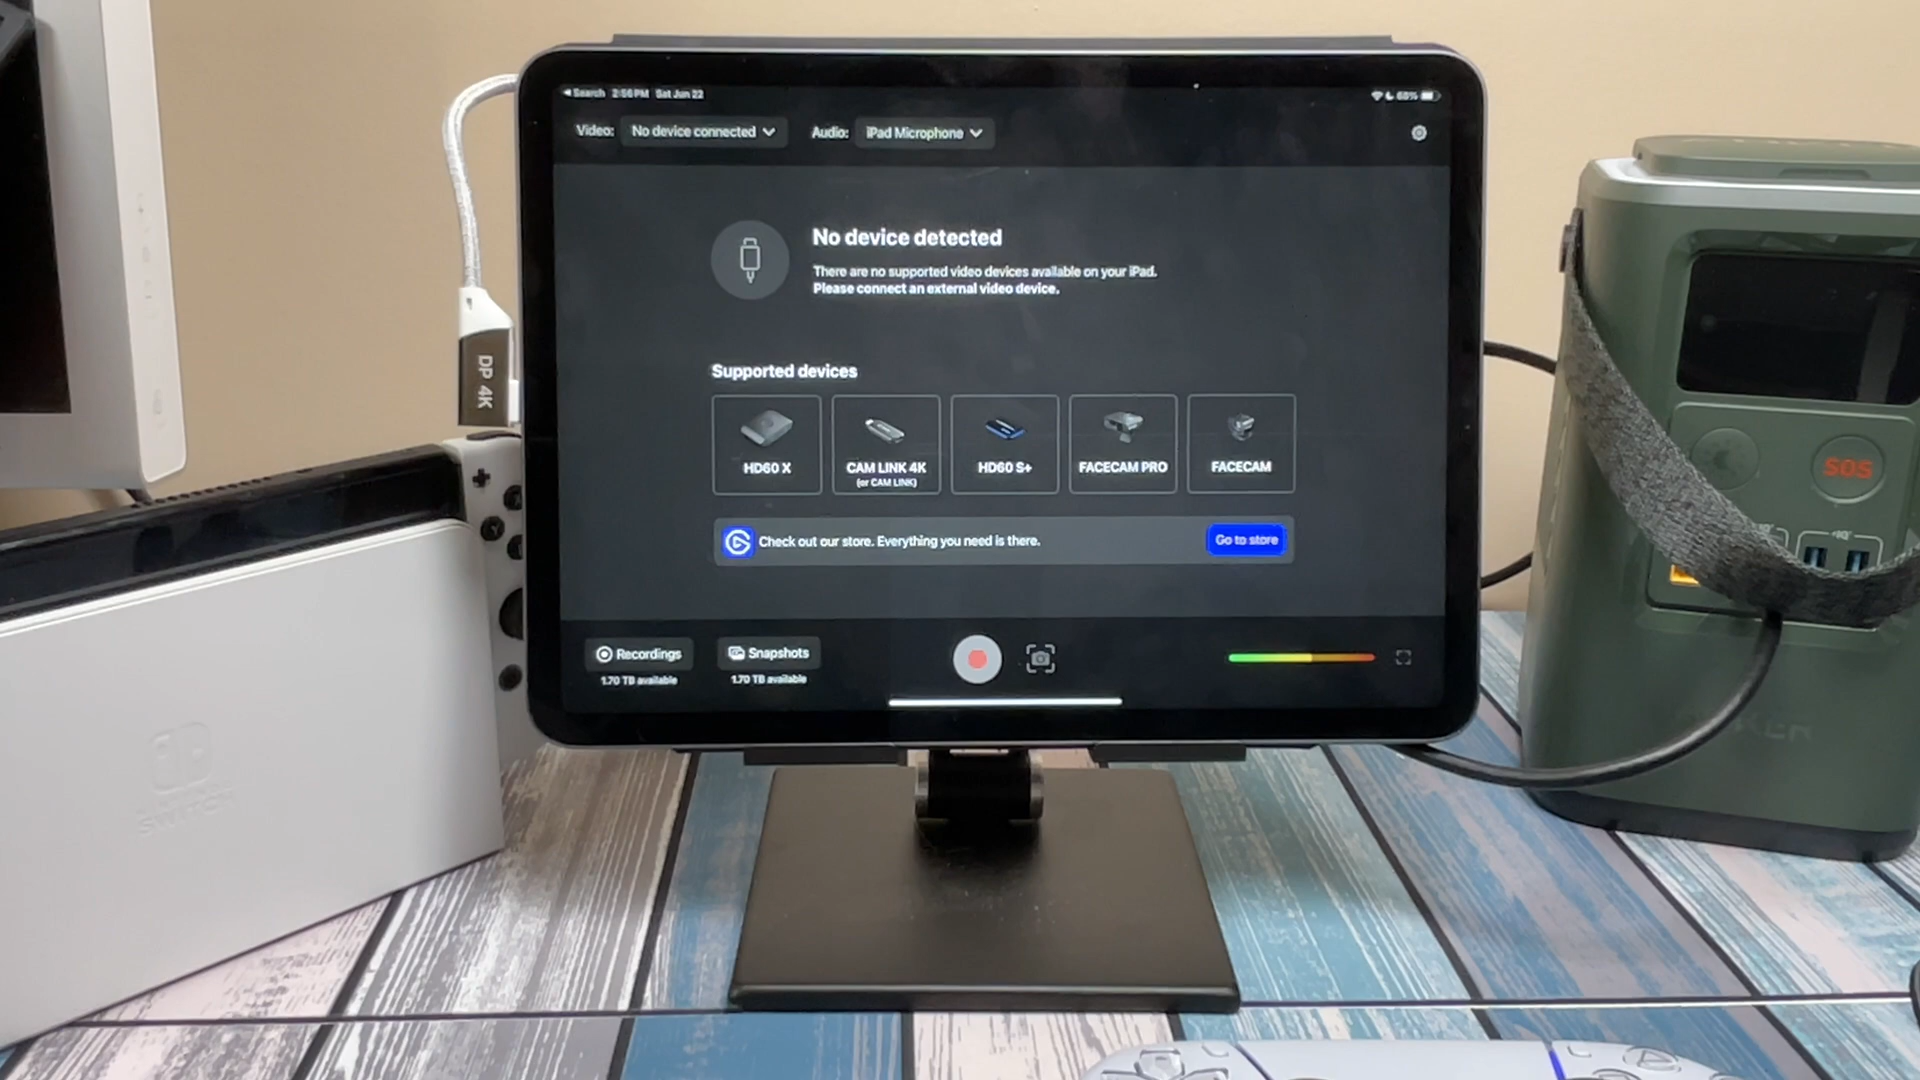 Search 2:56 PM Sat Jun 22
68%
Video: No device connected
Audio: iPad Microphone
No device detected
There are no supported video devices available on your iPad.
Please connect an external video device.
Supported devices
HD60 X
CAM LINK 4K
(or CAM LINK)
HD60 S+
FACECAM PRO
FACECAM
Check out our store. Everything you need is there.
Go to store
Recordings
1.70 TB available
Snapshots
1.70 TB available
DP 4K
SWITCH
SOS